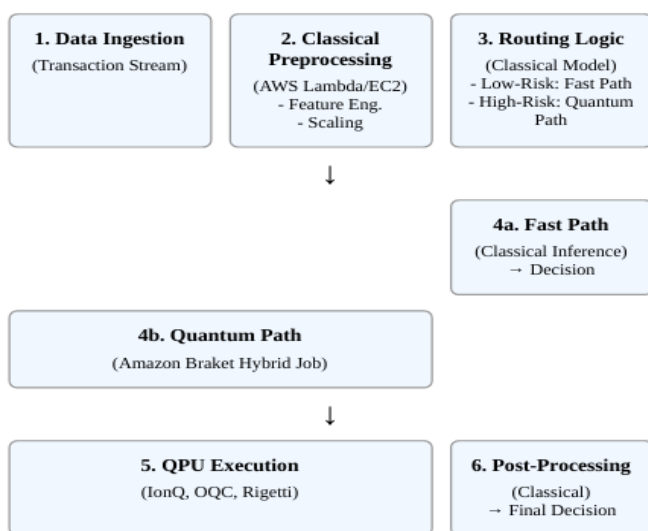 1. Data Ingestion
(Transaction Stream)
2. Classical
Preprocessing
(AWS Lambda/EC2)
- Feature Eng.
- Scaling
3. Routing Logic
(Classical Model)
- Low-Risk: Fast Path
- High-Risk: Quantum
Path
↓
4a. Fast Path
(Classical Inference)
→ Decision
4b. Quantum Path
(Amazon Braket Hybrid Job)
↓
5. QPU Execution
(IonQ, OQC, Rigetti)
6. Post-Processing
(Classical)
→ Final Decision